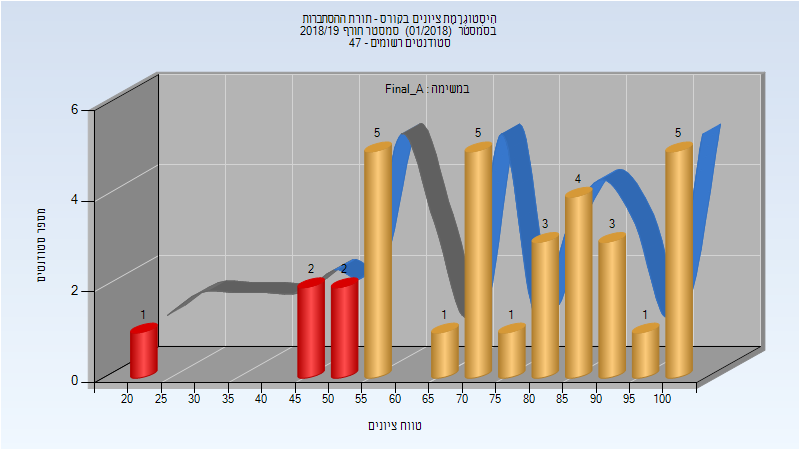 היסטוגרמת ציונים בקורס - תורת ההסתברות
בסמסטר (01/2018) סמסטר חורף 2018/19
סטודנטים רשומים - 47
במשימה: Final_A
מספר סטודנטים
6
4
2
0
1
2
2
5
1
5
1
3
4
3
1
5
20 25 30 35 40 45 50 55 60 65 70 75 80 85 90 95 100
טווח ציונים